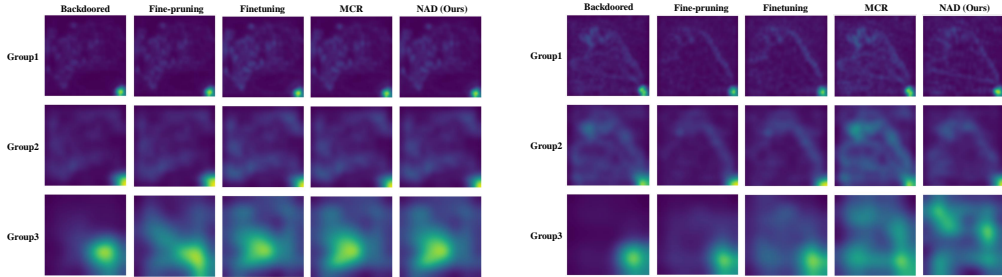 Backdoored Fine-pruning Finetuning MCR NAD (Ours)
Group1
Group2
Group3
Backdoored Fine-pruning Finetuning MCR NAD (Ours)
Group1
Group2
Group3